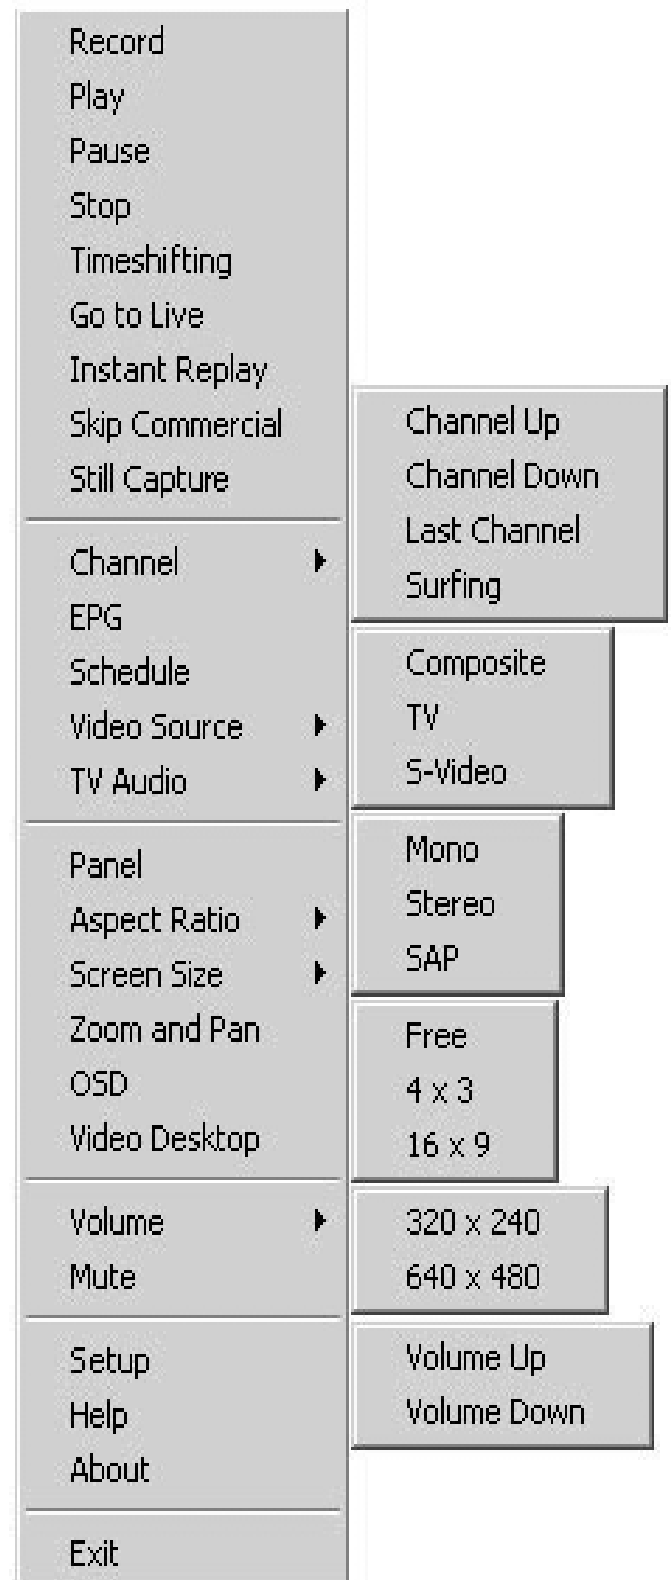 Record
Play
Pause
Stop
Timeshifting
Go to Live
Instant Replay
Skip Commercial
Still Capture
Channel
EPG
Schedule
Video Source
TV Audio
Panel
Aspect Ratio
Screen Size
Zoom and Pan
OSD
Video Desktop
Volume
Mute
Setup
Help
About
Exit
Channel Up
Channel Down
Last Channel
Surfing
Composite
TV
S-Video
Mono
Stereo
SAP
Free
4 x 3
16 x 9
320 x 240
640 x 480
Volume Up
Volume Down